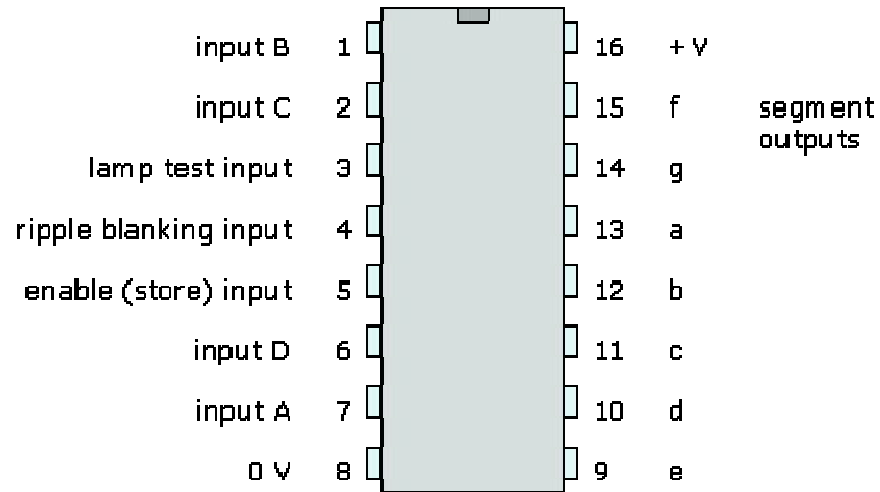 input B 1 16 + V
input C 2 15 f segment
outputs
lamp test input 3 14 g
ripple blanking input 4 13 a
enable (store) input 5 12 b
input D 6 11 c
input A 7 10 d
0 V 8 9 e